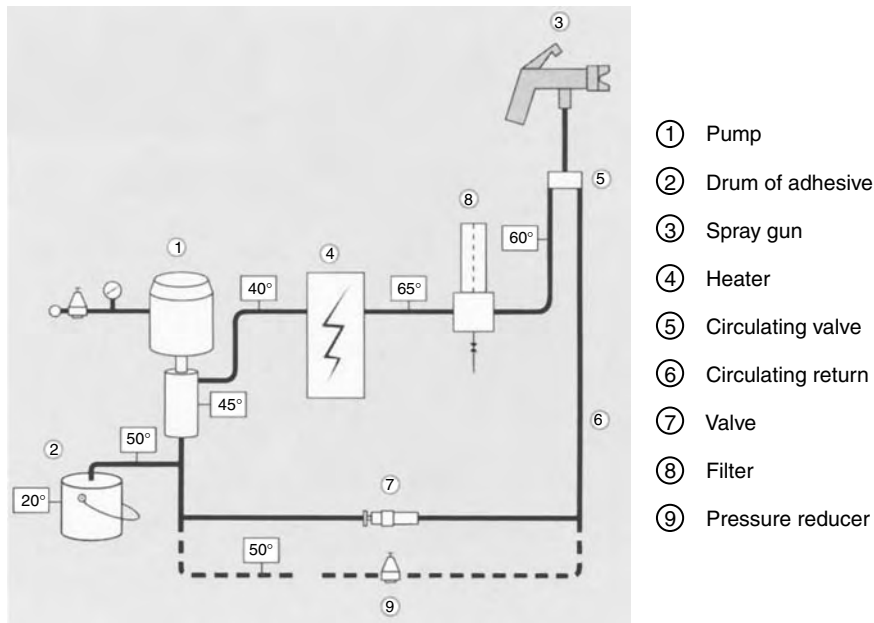 3
5
8
60°
1
4
40°
65°
45°
6
2
50°
7
20°
50°
9
1 Pump
2 Drum of adhesive
3 Spray gun
4 Heater
5 Circulating valve
6 Circulating return
7 Valve
8 Filter
9 Pressure reducer